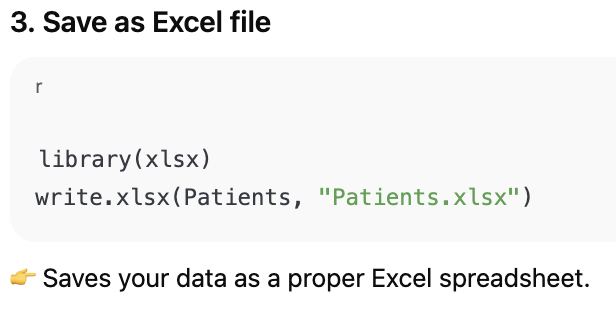 3. Save as Excel file
r
library(xlsx)
write.xlsx(Patients, "Patients.xlsx")
👉 Saves your data as a proper Excel spreadsheet.